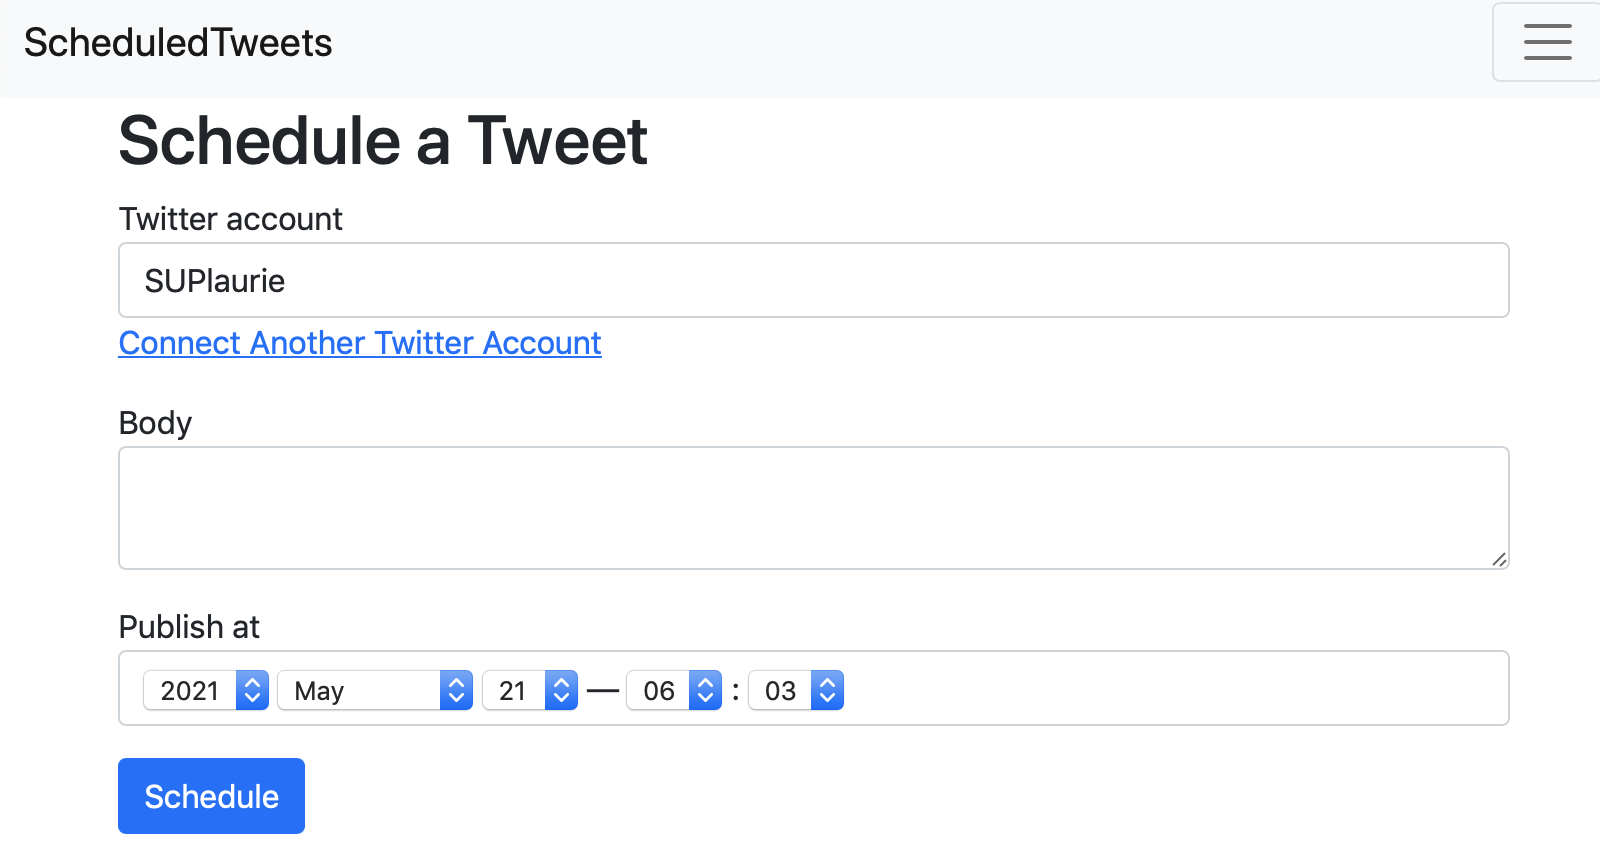 ScheduledTweets
Schedule a Tweet
Twitter account
SUPlaurie
Connect Another Twitter Account
Body
Publish at
2021 May 21 — 06 : 03
Schedule